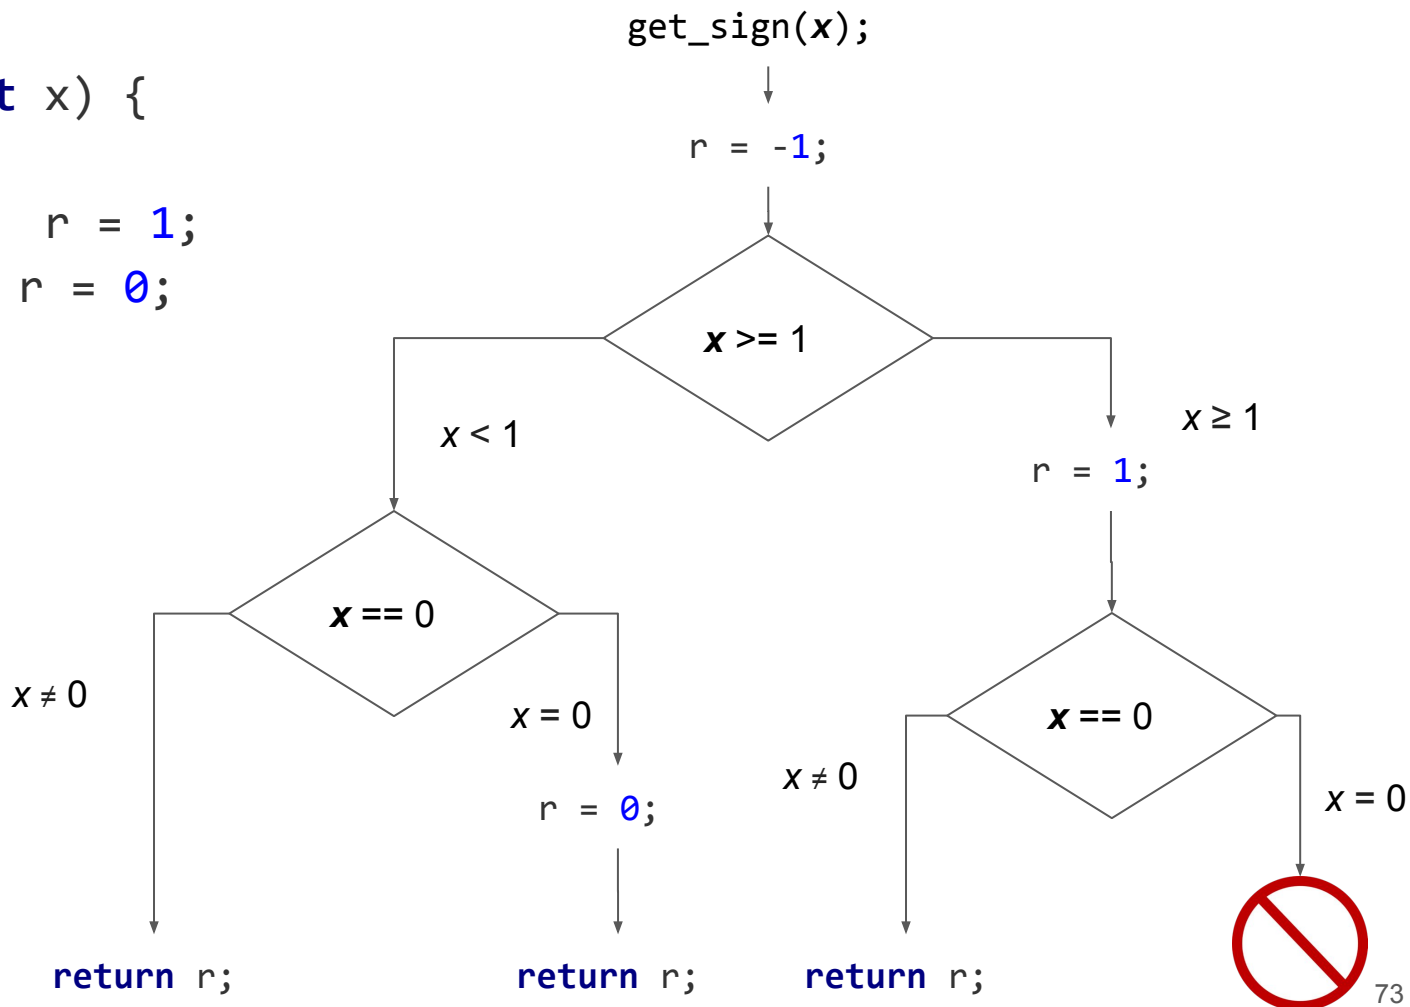 get_sign(x);
t x) {
r = -1;
r = 1;
r = 0;
x >= 1
x < 1
x ≥ 1
r = 1;
x == 0
x ≠ 0
x = 0
r = 0;
x == 0
x ≠ 0
x = 0
return r;
return r;
return r;
73